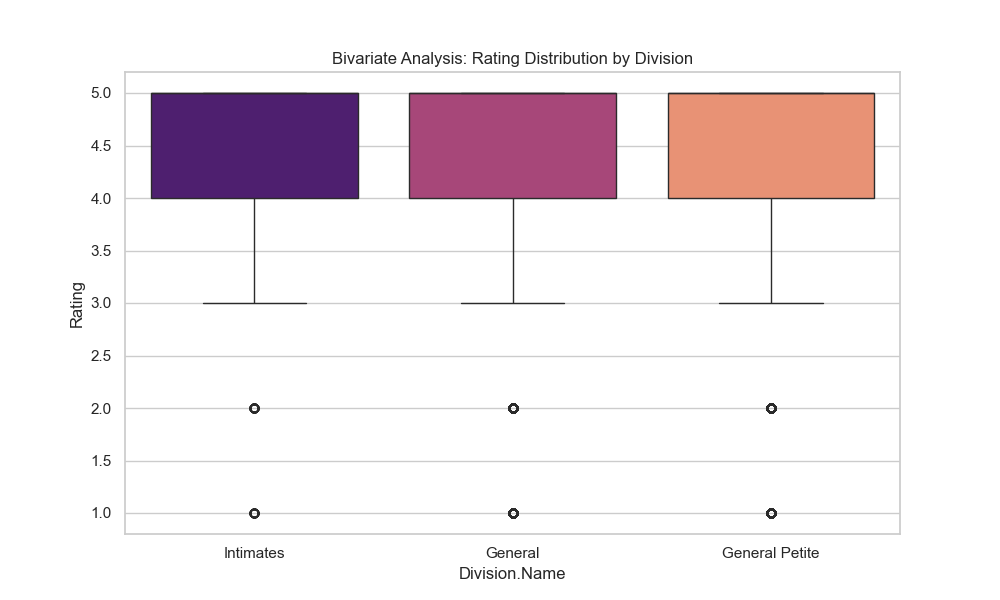 Bivariate Analysis: Rating Distribution by Division
5.0
4.5
4.0
3.5
3.0
2.5
2.0
1.5
1.0
Rating
Intimates General General Petite
Division.Name